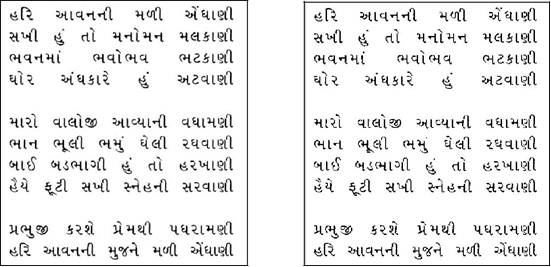 હરિ આવનની મળી એંધાણી
સખી હું તો મનોમન મલકાણી
ભવનમાં ભવોભવ ભટકાણી
ઘોર અંધકારે હું અટવાણી
મારો વાલોજી આવ્યાની વધામણી
ભાન ભૂલી ભમું ઘેલી રઘવાણી
બાઈ બડભાગી હું તો હરખાણી
હૈયે ફૂટી સખી સ્નેહની સરવાણી
પ્રભુજી કરશે પ્રેમથી પધરામણી
હરિ આવનની મુજને મળી એંધાણી
હરિ આવનની મળી એંધાણી
સખી હું તો મનોમન મલકાણી
ભવનમાં ભવોભવ ભટકાણી
ઘોર અંધકારે હું અટવાણી
મારો વાલોજી આવ્યાની વધામણી
ભાન ભૂલી ભમું ઘેલી રઘવાણી
બાઈ બડભાગી હું તો હરખાણી
હૈયે ફૂટી સખી સ્નેહની સરવાણી
પ્રભુજી કરશે પ્રેમથી પધરામણી
હરિ આવનની મુજને મળી એંધાણી